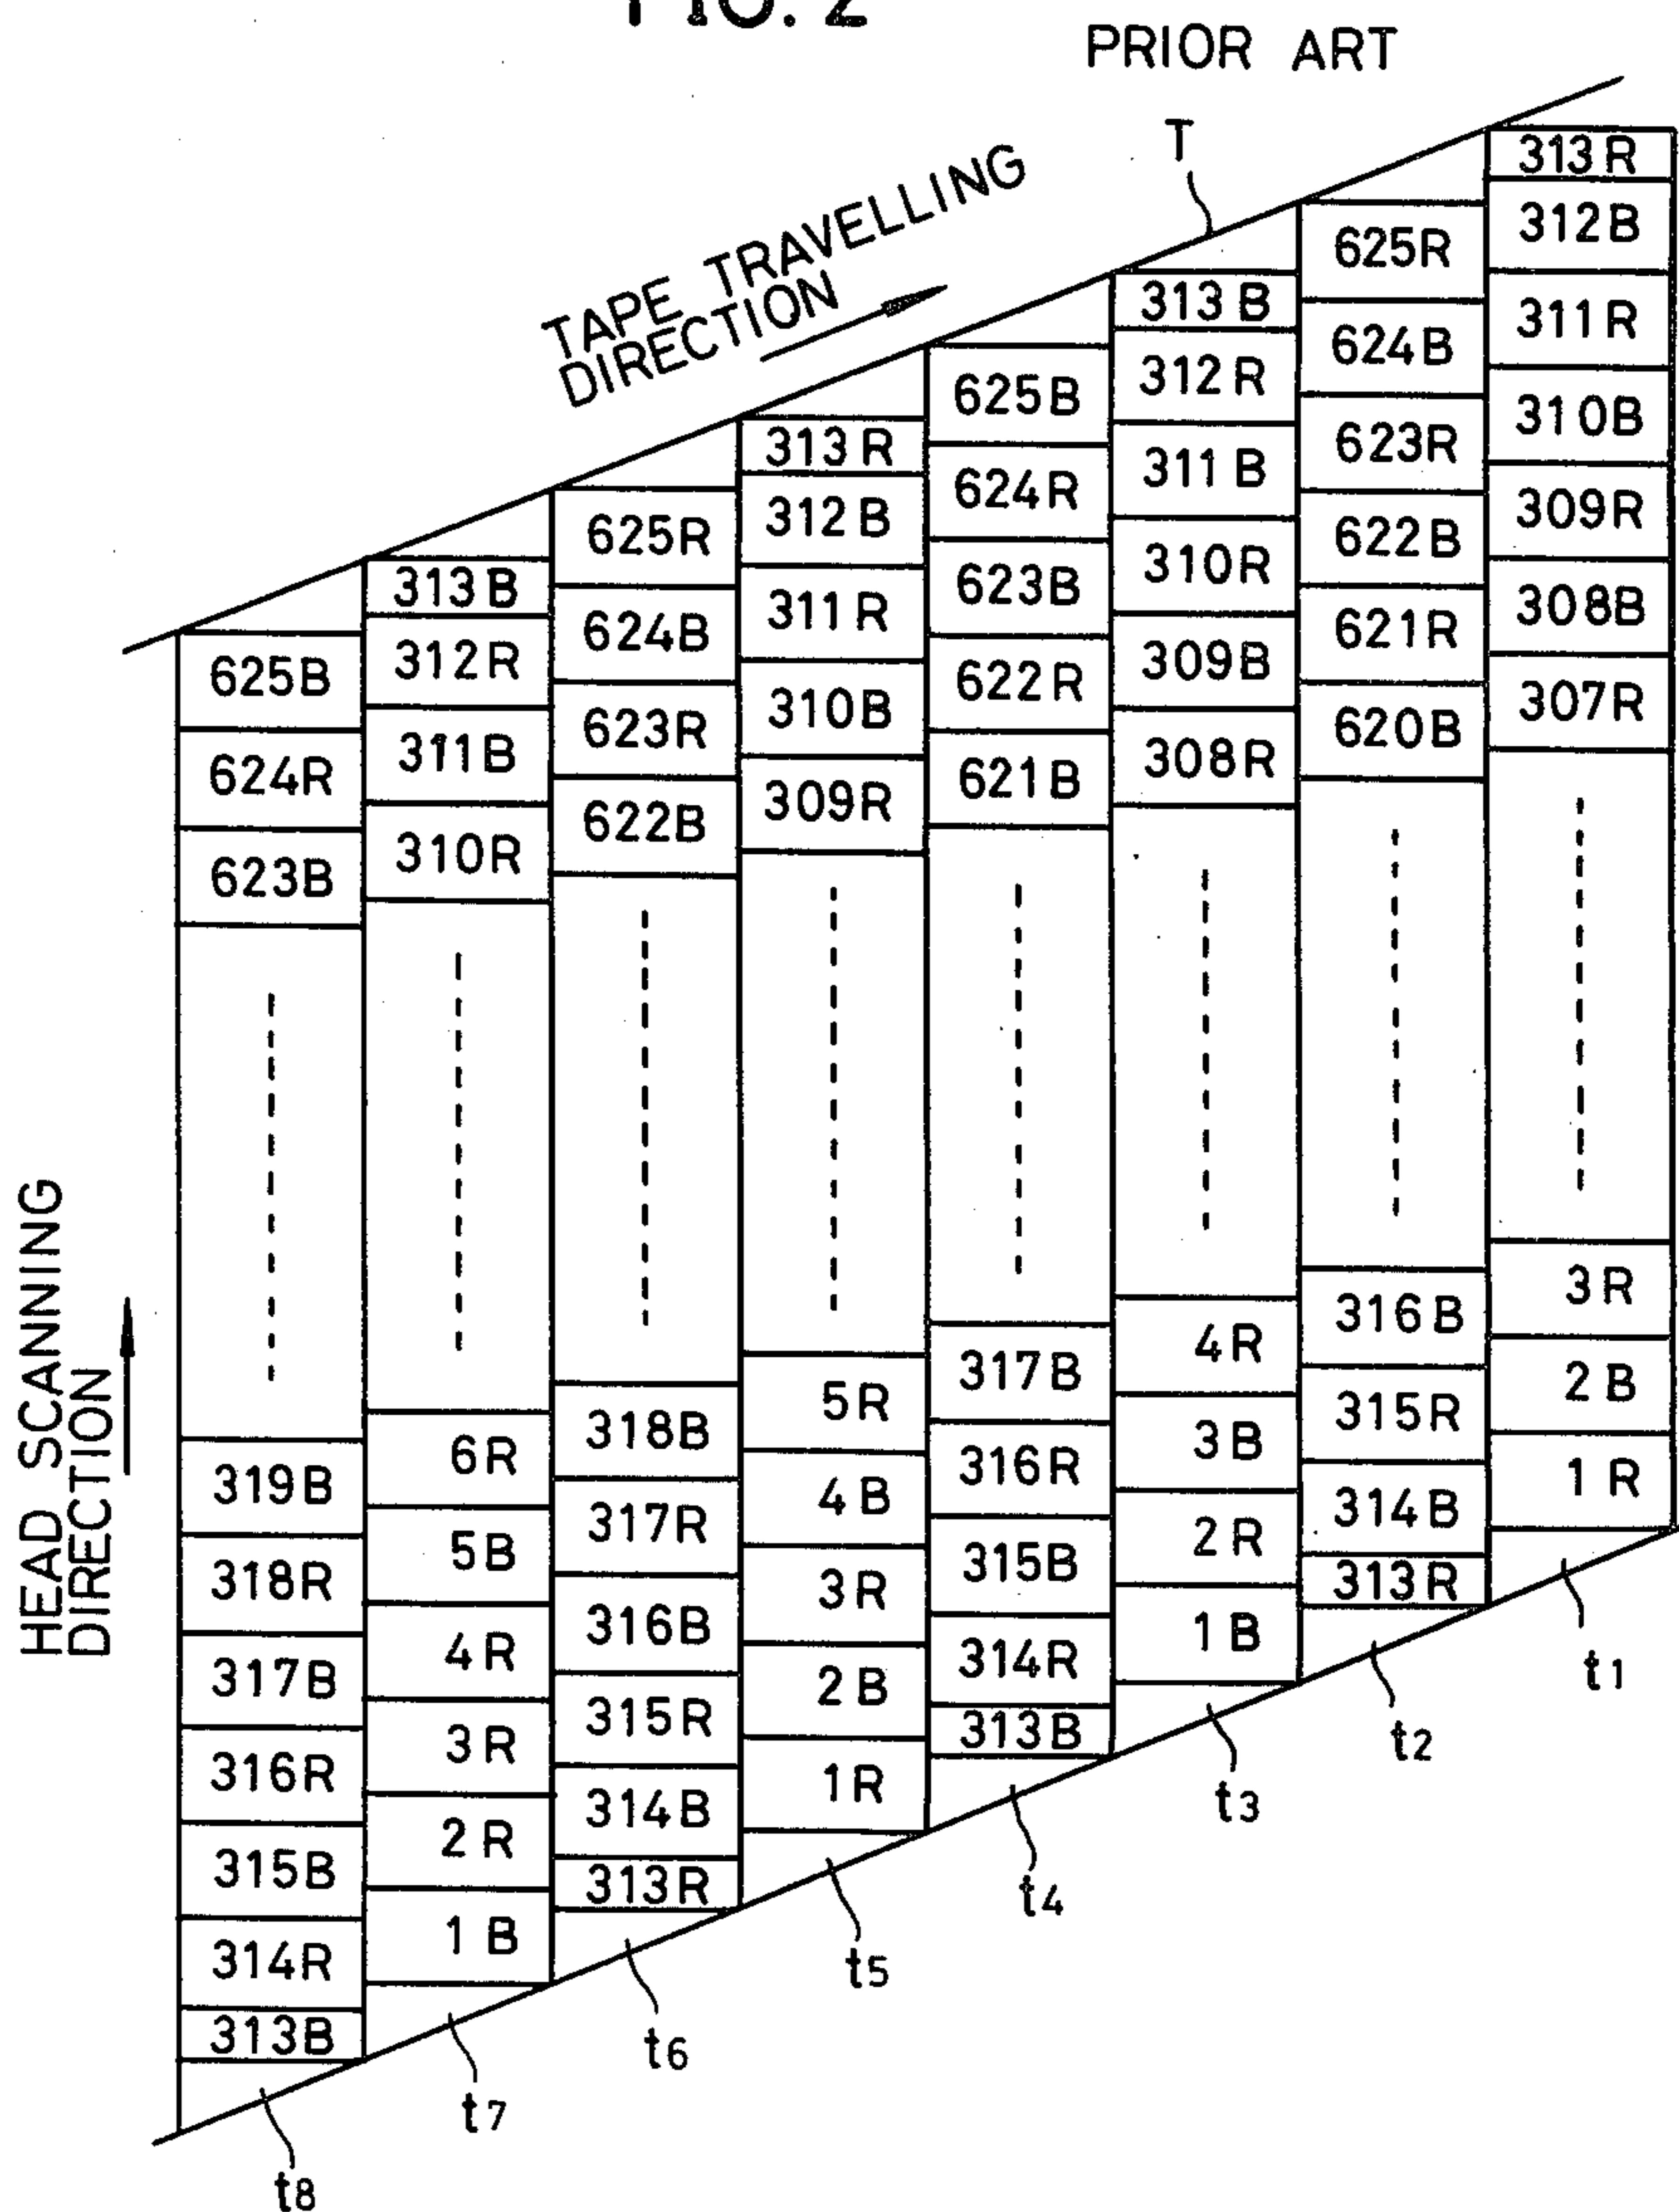 FIG. 2
PRIOR ART
T
TAPE TRAVELLING
DIRECTION
HEAD SCANNING
DIRECTION
625B
624R
623B
319B
318R
317B
316R
315B
314R
313B
t8
313B
312R
311B
310R
6R
5B
4R
3R
2R
1B
t7
625R
624B
623R
622B
318B
317R
316B
315R
314B
313R
t6
313R
312B
311R
310B
309R
5R
4B
3R
2B
1R
t5
625B
624R
623B
622R
621B
317B
316R
315B
314R
313B
t4
313B
312R
311B
310R
309B
308R
4R
3B
2R
1B
t3
625R
624B
623R
622B
621R
620B
316B
315R
314B
313R
t2
313R
312B
311R
310B
309R
308B
307R
3R
2B
1R
t1